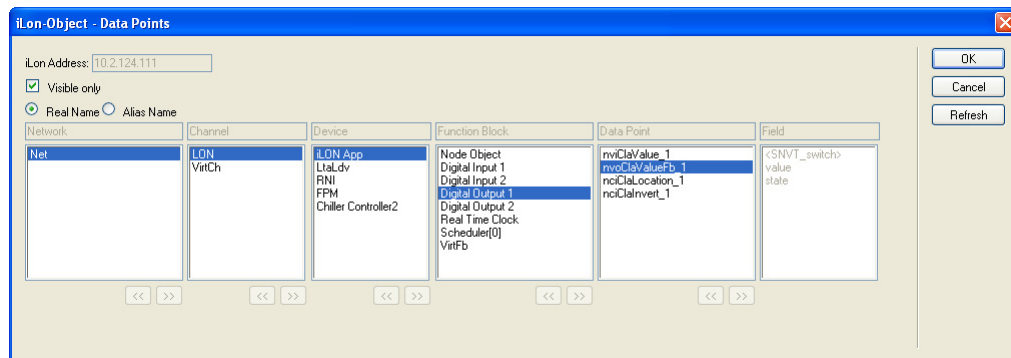 iLon-Object - Data Points
iLon Address: 10.2.124.111
OK
Visible only
Cancel
Real Name Alias Name
Refresh
Network Channel Device Function Block Data Point Field
Net LON iLON App Node Object nviClaValue_1 <SNVT_switch>
VirtCh LtaLdv Digital Input 1 nvoClaValueFb_1 value
RNI Digital Input 2 nciClaLocation_1 state
FPM Digital Output 1 nciClaInvert_1
Chiller Controller2 Digital Output 2
Real Time Clock
Scheduler[0]
VirtFb
<< >> << >> << >> << >> << >>